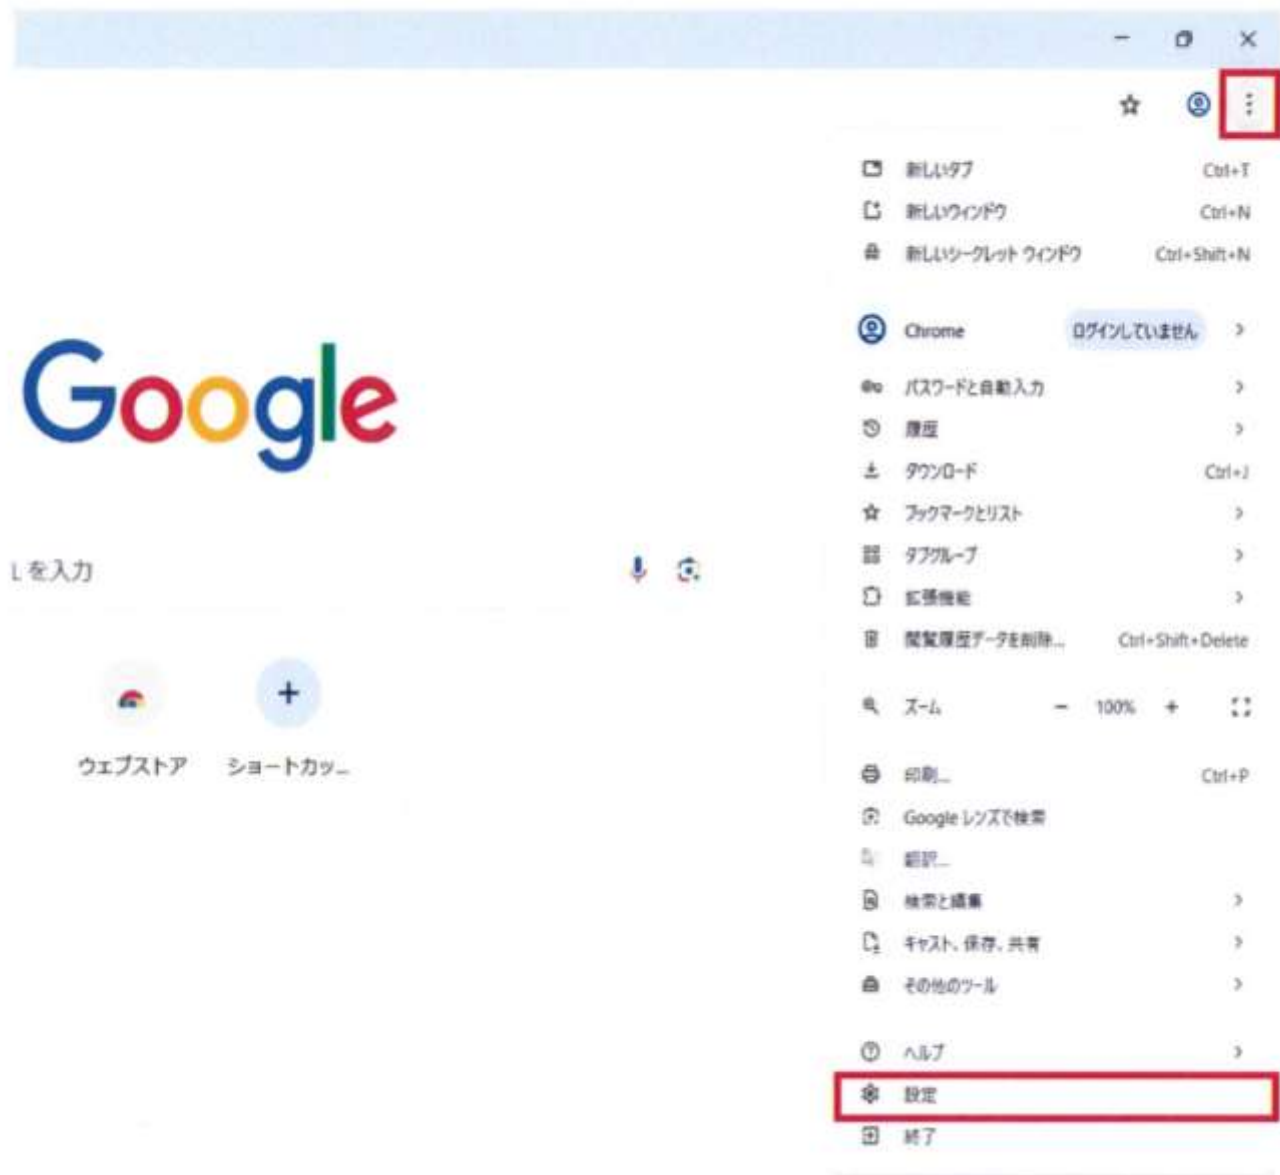 新しいタブ Ctrl+T
新しいウィンドウ Ctrl+N
新しいシークレット ウィンドウ Ctrl+Shift+N
Chrome ログインしていません
Google
パスワードと自動入力
履歴
ダウンロード Ctrl+J
ブックマークとリスト
タブグループ
L を入力
拡張機能
閲覧履歴データを削除... Ctrl+Shift+Delete
ズーム - 100% +
ウェブストア ショートカッ...
印刷... Ctrl+P
Google レンズで検索
翻訳...
検索と編集
キャスト、保存、共有
その他のツール
ヘルプ
設定
終了